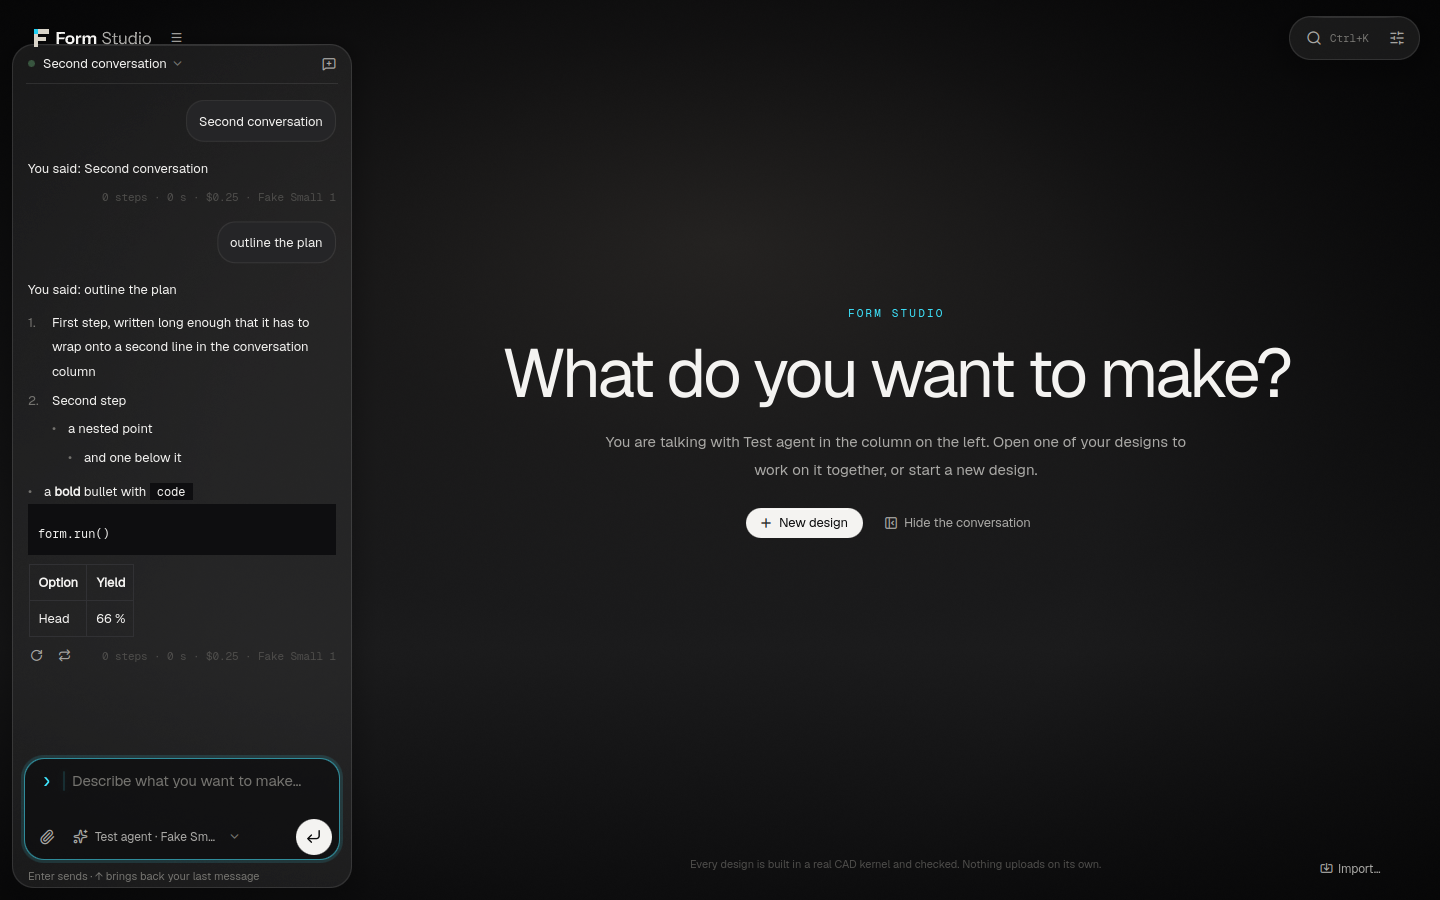 Form Studio
Ctrl+K
Second conversation
Second conversation
You said: Second conversation
0 steps · 0 s · $0.25 · Fake Small 1
outline the plan
You said: outline the plan
1. First step, written long enough that it has to
wrap onto a second line in the conversation
column
2. Second step
• a nested point
• and one below it
• a bold bullet with code
form.run()
Option Yield
Head 66 %
0 steps · 0 s · $0.25 · Fake Small 1
Describe what you want to make...
Test agent · Fake Sm...
Enter sends · ↑ brings back your last message
FORM STUDIO
What do you want to make?
You are talking with Test agent in the column on the left. Open one of your designs to
work on it together, or start a new design.
New design
Hide the conversation
Every design is built in a real CAD kernel and checked. Nothing uploads on its own.
Import...